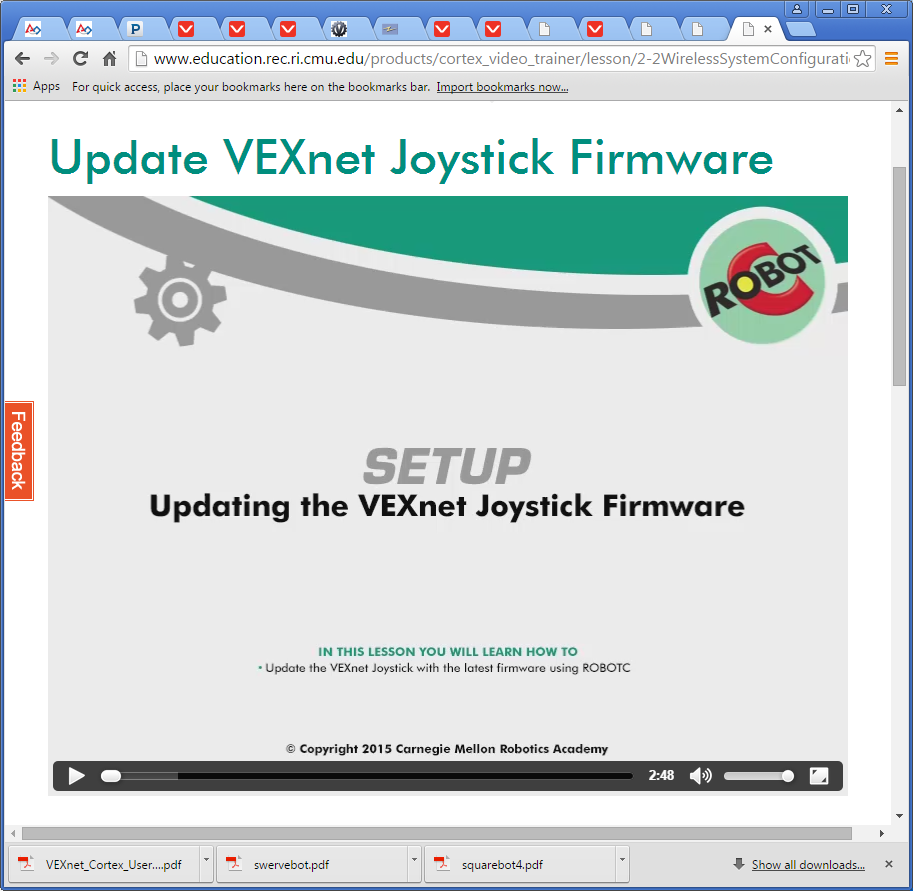 www.education.rec.ri.cmu.edu/products/cortex_video_trainer/lesson/2-2WirelessSystemConfigurati
Apps For quick access, place your bookmarks here on the bookmarks bar. Import bookmarks now...
Update VEXnet Joystick Firmware
ROBOT
C
Feedback
SETUP
Updating the VEXnet Joystick Firmware
IN THIS LESSON YOU WILL LEARN HOW TO
• Update the VEXnet Joystick with the latest firmware using ROBOTC
© Copyright 2015 Carnegie Mellon Robotics Academy
2:48
VEXnet_Cortex_User....pdf swervebot.pdf squarebot4.pdf Show all downloads...